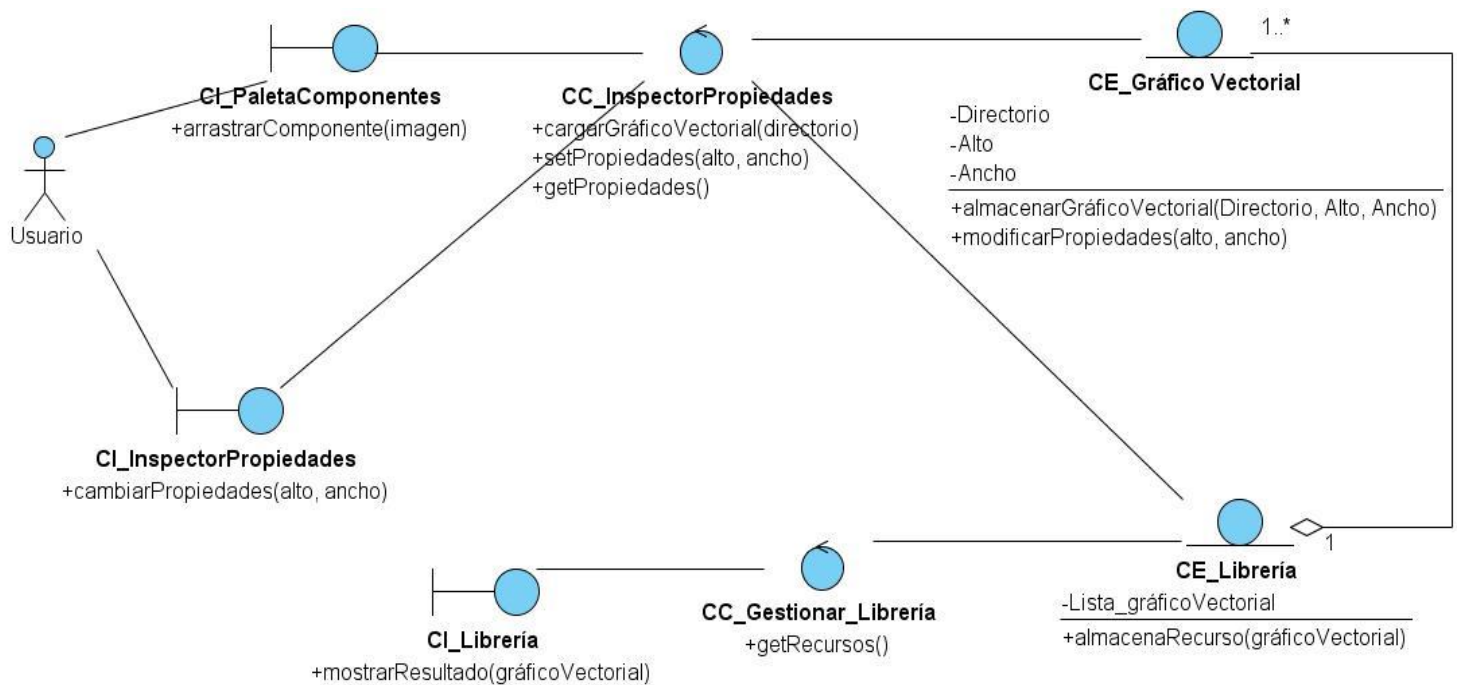 CI_PaletaComponentes
+arrastrarComponente(imagen)
CC_InspectorPropiedades
+cargarGráficoVectorial(directorio)
+setPropiedades(alto, ancho)
+getPropiedades()
1..*
CE_Gráfico Vectorial
-Directorio
-Alto
-Ancho
+almacenarGráficoVectorial(Directorio, Alto, Ancho)
+modificarPropiedades(alto, ancho)
Usuario
CI_InspectorPropiedades
+cambiarPropiedades(alto, ancho)
1
CE_Librería
-Lista_gráficoVectorial
+almacenaRecurso(gráficoVectorial)
CC_Gestionar_Librería
+getRecursos()
CI_Librería
+mostrarResultado(gráficoVectorial)